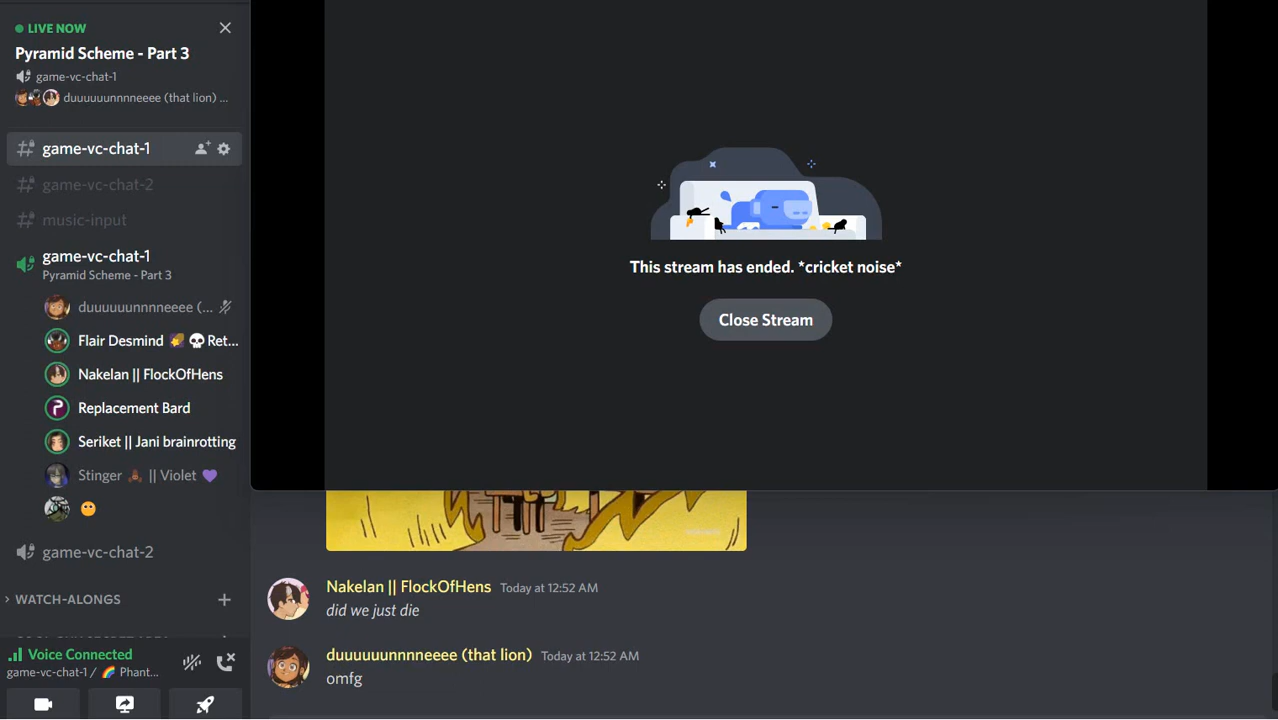 LIVE NOW
Pyramid Scheme - Part 3
game-vc-chat-1
duuuuuunnnneeee (that lion) ...
game-vc-chat-1
game-vc-chat-2
music-input
game-vc-chat-1
Pyramid Scheme - Part 3
duuuuuunnnneeee (...
Flair Desmind 🌠 💀 Ret...
Nakelan || FlockOfHens
Replacement Bard
Seriket || Jani brainrotting
Stinger 🦂 || Violet 💜
😶
game-vc-chat-2
WATCH-ALONGS
Voice Connected
game-vc-chat-1 / 🌈 Phant...
This stream has ended. *cricket noise*
Close Stream
Nakelan || FlockOfHens Today at 12:52 AM
did we just die
duuuuuunnnneeee (that lion) Today at 12:52 AM
omfg